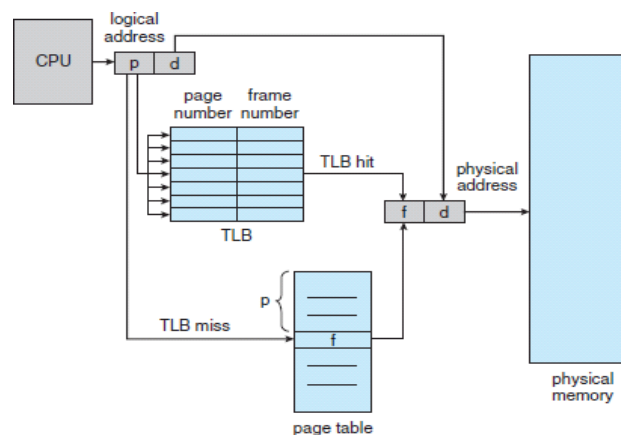 logical
address
CPU
p d
page
number
frame
number
TLB hit
physical
address
f d
TLB
p
TLB miss
f
physical
memory
page table